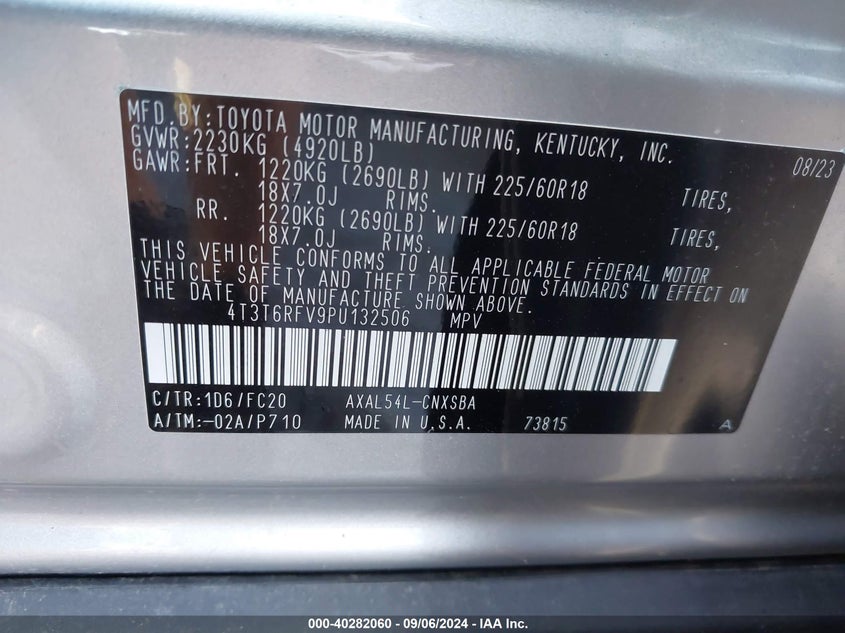 MFD. BY: TOYOTA MOTOR MANUFACTURING, KENTUCKY, INC.
GVWR: 2230KG (4920LB) 08/23
GAWR: FRT. 1220KG (2690LB) WITH 225/60R18 TIRES,
18X7.0J RIMS.
RR. 1220KG (2690LB) WITH 225/60R18 TIRES,
18X7.0J RIMS.
THIS VEHICLE CONFORMS TO ALL APPLICABLE FEDERAL MOTOR
VEHICLE SAFETY AND THEFT PREVENTION STANDARDS IN EFFECT ON
THE DATE OF MANUFACTURE SHOWN ABOVE.
4T3T6RFV9PU132506 MPV
C/TR: 1D6/FC20 AXAL54L-CNXSBA
A/TM: -02A/P710 MADE IN U.S.A. 73815 A
000-40282060 - 09/06/2024 - IAA Inc.